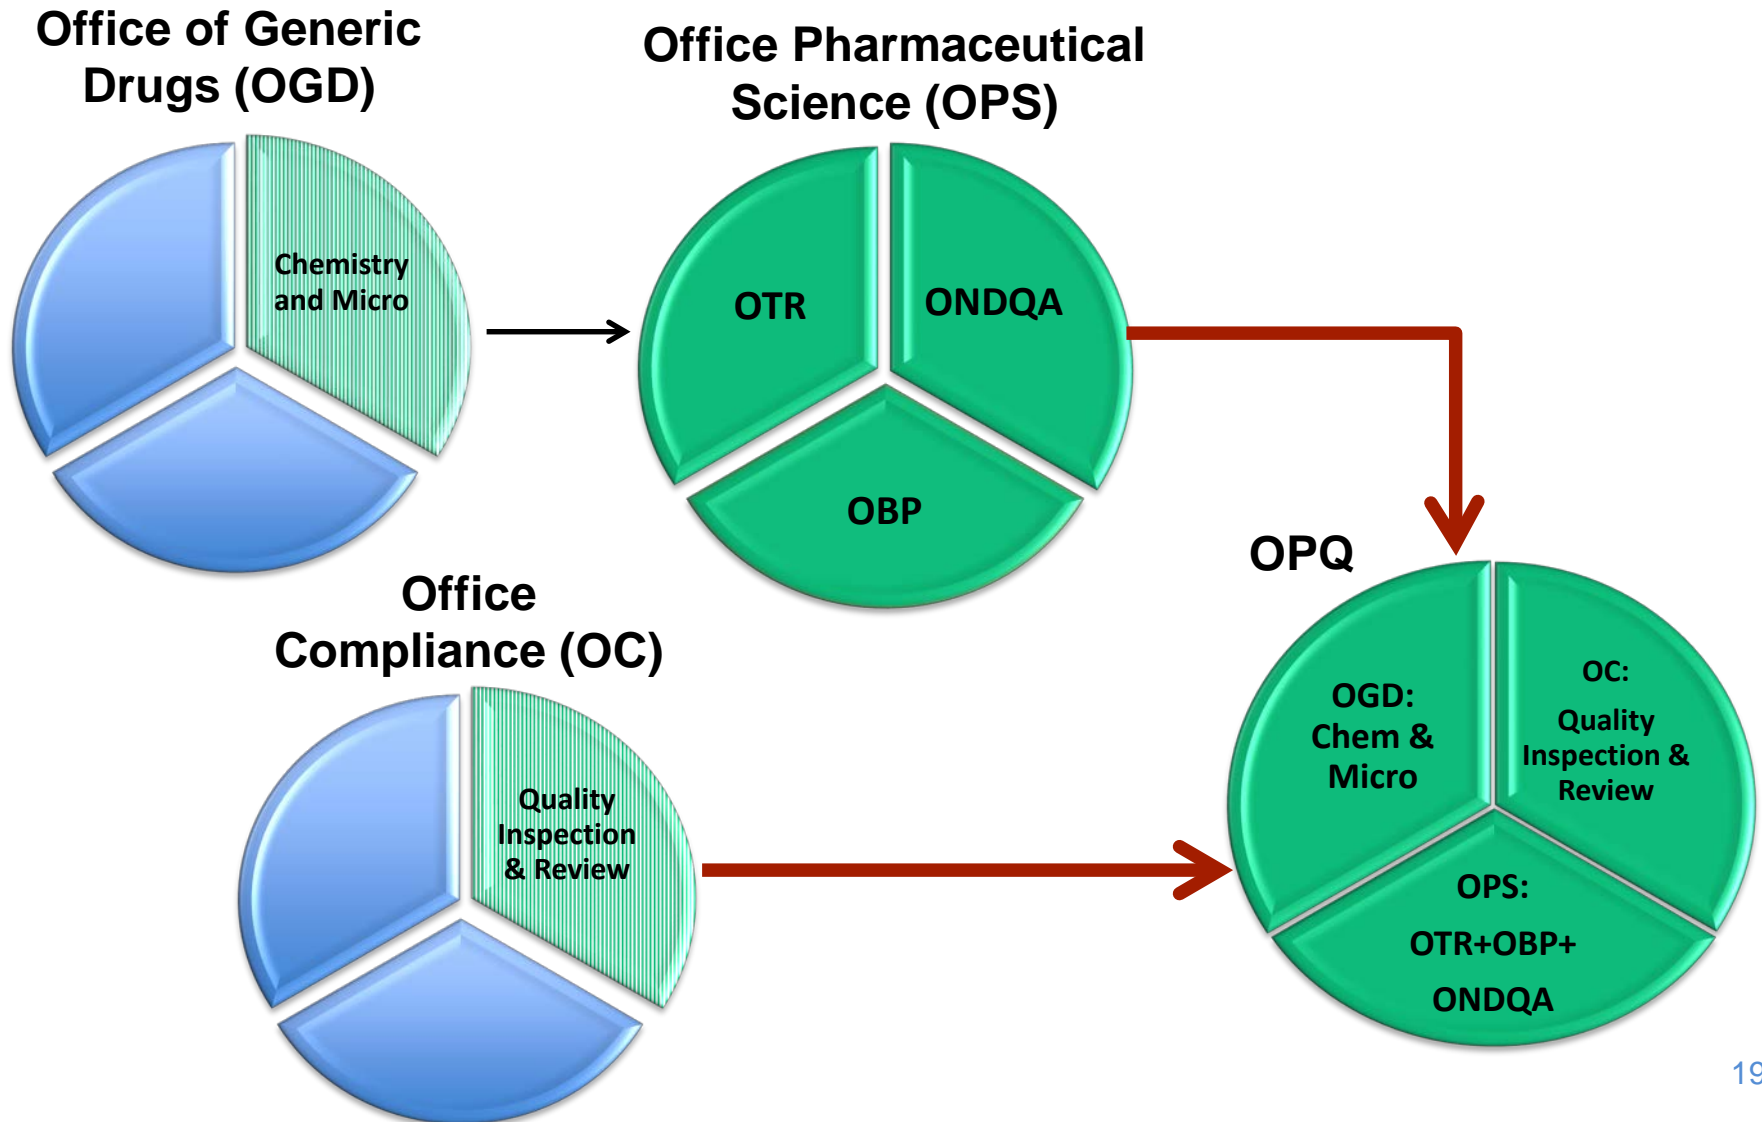 Office of Generic
Drugs (OGD)
Office Pharmaceutical
Science (OPS)
Chemistry
and Micro
OTR
ONDQA
OBP
Office
Compliance (OC)
Quality
Inspection
& Review
OPQ
OGD:
Chem &
Micro
OC:
Quality
Inspection &
Review
OPS:
OTR+OBP+
ONDQA
19